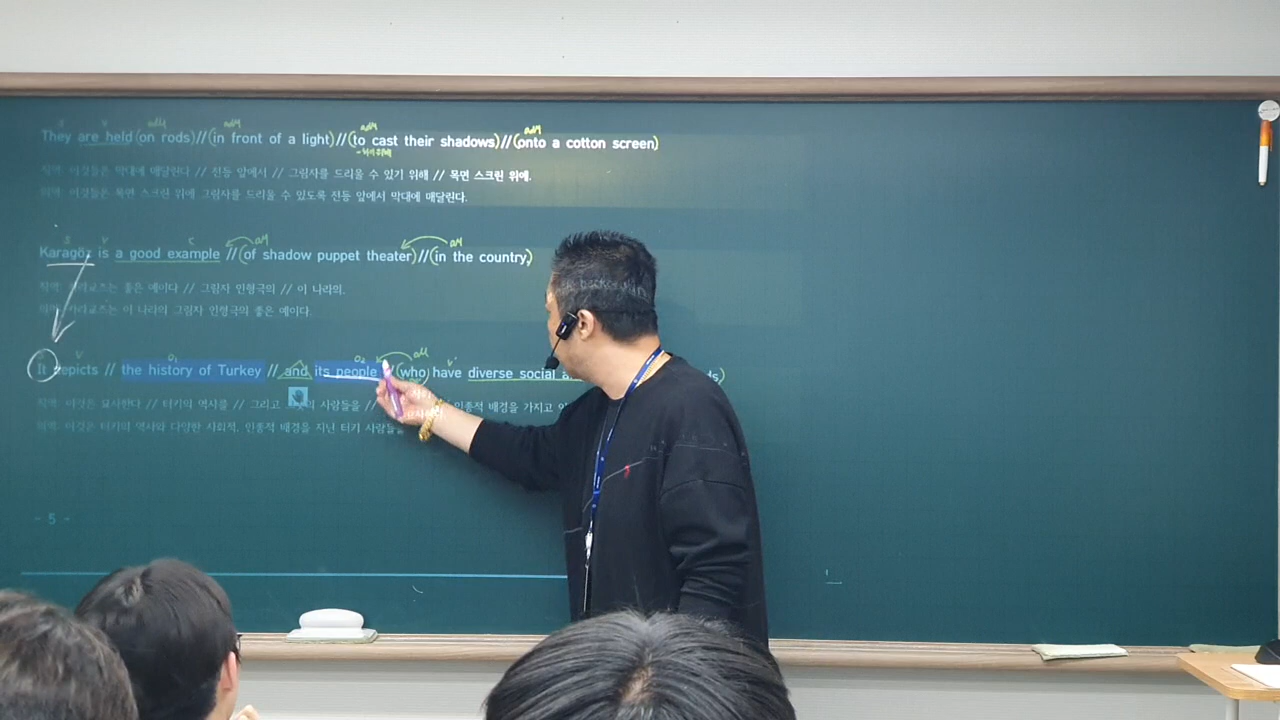 They are held (on rods)//(in front of a light)//(to cast their shadows)//(onto a cotton screen)
직역: 이것들은 막대에 매달린다 // 전등 앞에서 // 그림자를 드리울 수 있기 위해 // 목면 스크린 위에.
의역: 이것들은 목면 스크린 위에 그림자를 드리울 수 있도록 전등 앞에서 막대에 매달린다.
Karagöz is a good example //(of shadow puppet theater)//(in the country)
직역: 카라괴즈는 좋은 예이다 // 그림자 인형극의 // 이 나라의.
의역: 카라괴즈는 이 나라의 그림자 인형극의 좋은 예이다.
It depicts // the history of Turkey // and its people //(who) have diverse social
직역: 이것은 묘사한다 // 터키의 역사를 // 그리고 사람들을 // 인종적 배경을 가지고
의역: 이것은 터키의 역사와 다양한 사회적, 인종적 배경을 지닌 터키 사람들을
- 5 -